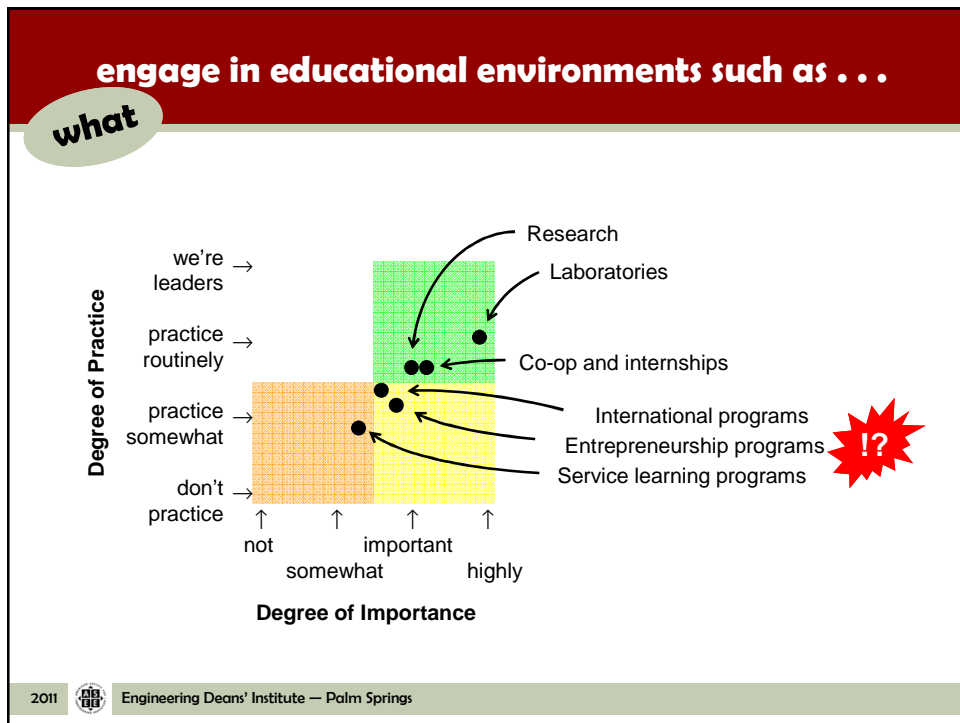 engage in educational environments such as . . .
what
Research
Laboratories
Co-op and internships
International programs
Entrepreneurship programs
Service learning programs
!?
Degree of Practice
we're
leaders
→
practice
routinely
→
practice
somewhat
→
don't
practice
→
↑ ↑ ↑ ↑
not important
somewhat highly
Degree of Importance
2011 ASEE Engineering Deans' Institute — Palm Springs